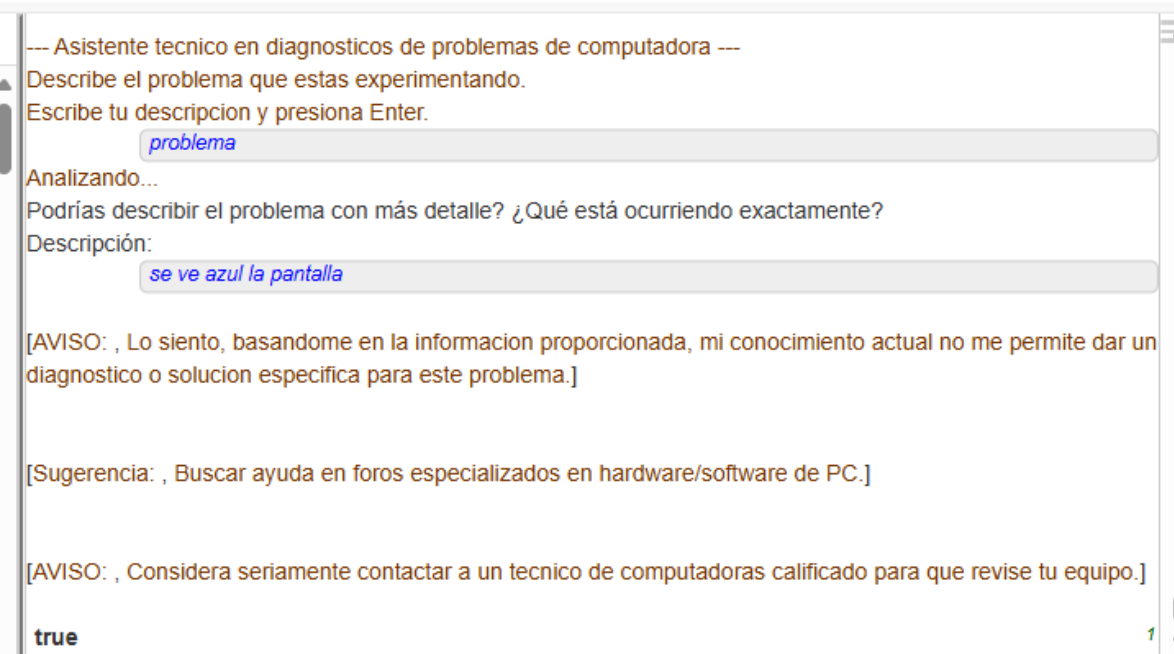 --- Asistente tecnico en diagnosticos de problemas de computadora ---
Describe el problema que estas experimentando.
Escribe tu descripcion y presiona Enter.
problema
Analizando...
Podrías describir el problema con más detalle? ¿Qué está ocurriendo exactamente?
Descripción:
se ve azul la pantalla
[AVISO: , Lo siento, basandome en la informacion proporcionada, mi conocimiento actual no me permite dar un
diagnostico o solucion especifica para este problema.]
[Sugerencia: , Buscar ayuda en foros especializados en hardware/software de PC.]
[AVISO: , Considera seriamente contactar a un tecnico de computadoras calificado para que revise tu equipo.]
true 1